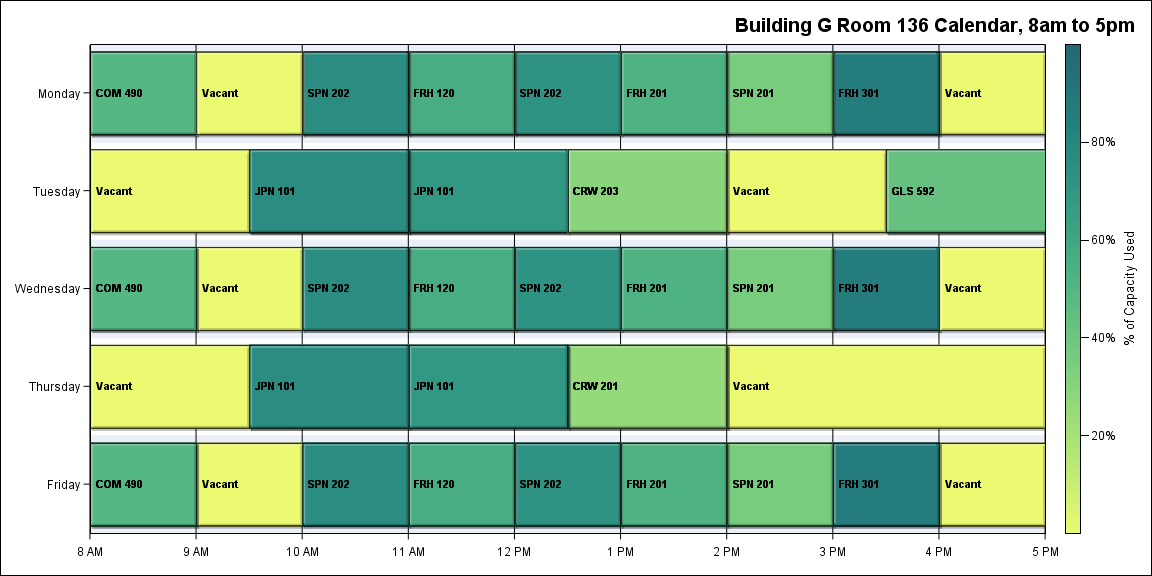 Building G Room 136 Calendar, 8am to 5pm
Monday
COM 490
Vacant
SPN 202
FRH 120
SPN 202
FRH 201
SPN 201
FRH 301
Vacant
Tuesday
Vacant
JPN 101
JPN 101
CRW 203
Vacant
GLS 592
Wednesday
COM 490
Vacant
SPN 202
FRH 120
SPN 202
FRH 201
SPN 201
FRH 301
Vacant
Thursday
Vacant
JPN 101
JPN 101
CRW 201
Vacant
Friday
COM 490
Vacant
SPN 202
FRH 120
SPN 202
FRH 201
SPN 201
FRH 301
Vacant
8 AM
9 AM
10 AM
11 AM
12 PM
1 PM
2 PM
3 PM
4 PM
5 PM
80%
60%
40%
20%
% of Capacity Used